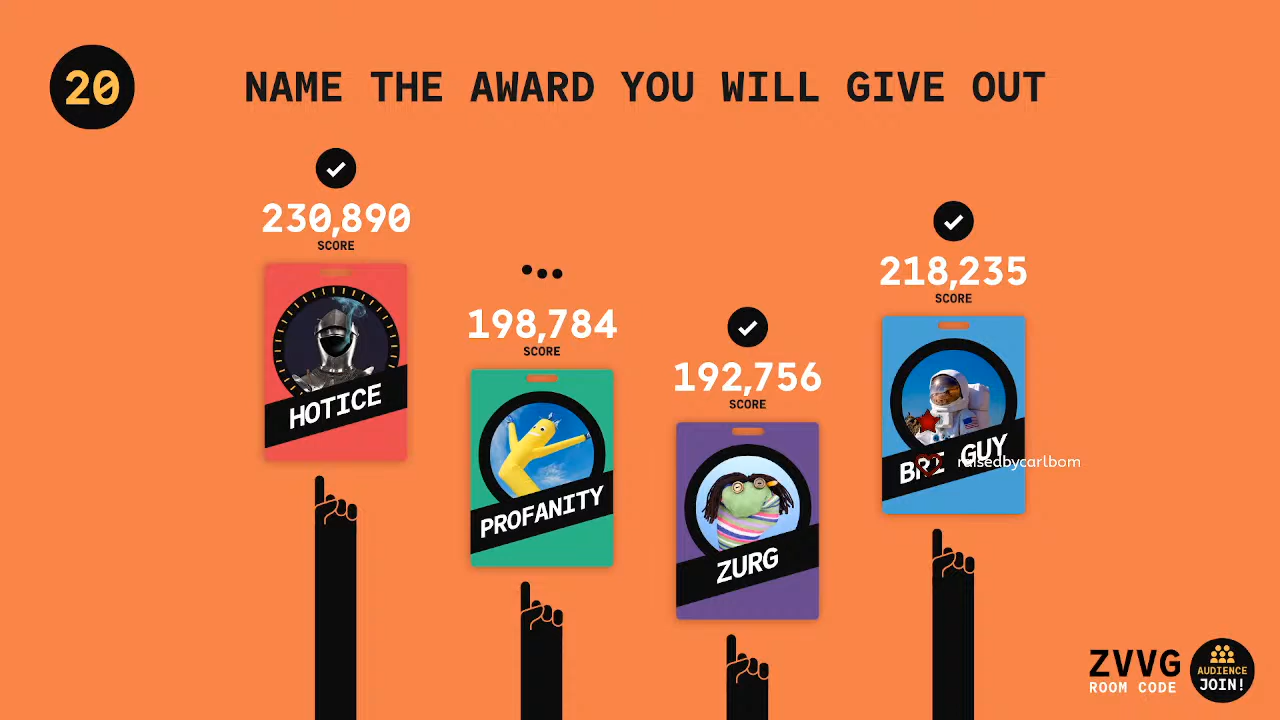 20
NAME THE AWARD YOU WILL GIVE OUT
230,890
SCORE
HOTICE
198,784
SCORE
PROFANITY
192,756
SCORE
ZURG
218,235
SCORE
GUY
raisedbycarlbom
ZVVG
ROOM CODE
AUDIENCE
JOIN!